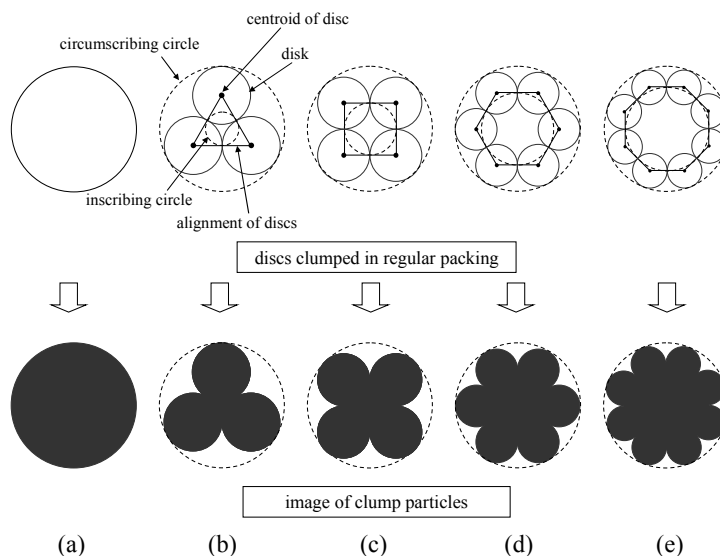 centroid of disc
circumscribing circle
disk
inscribing circle
alignment of discs
discs clumped in regular packing
image of clump particles
(a) (b) (c) (d) (e)